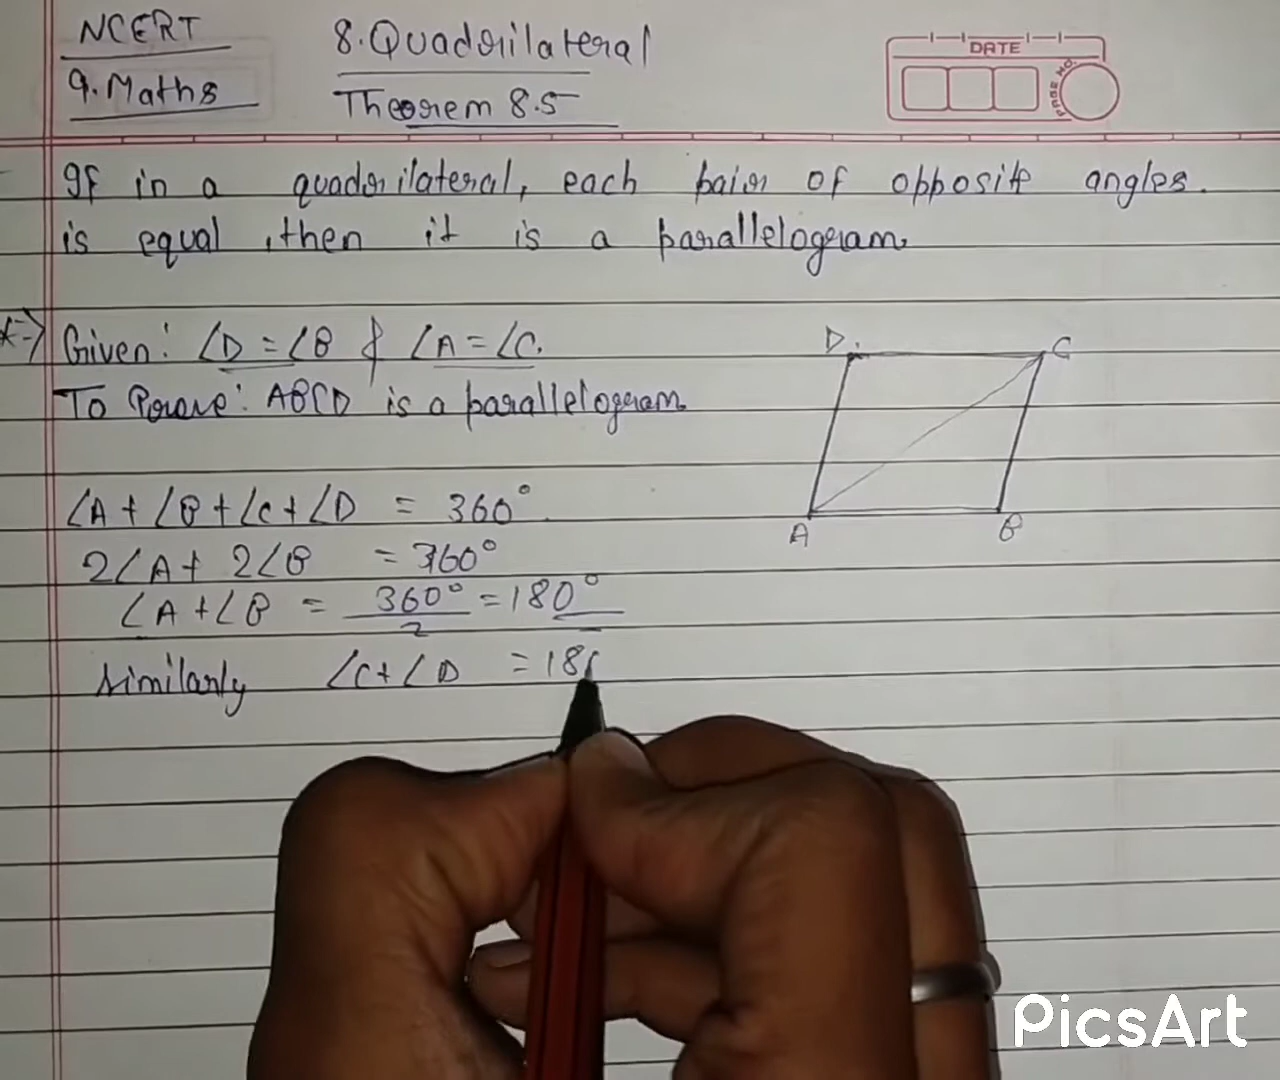 NCERT
9. Maths
8. Quadrilateral
Theorem 8.5
DATE
PAGE NO.
If in a quadrilateral, each pair of opposite angles.
is equal, then it is a parallelogram.
*⇒) Given: ∠D = ∠B & ∠A = ∠C.
To Prove: ABCD is a parallelogram.
D
C
A
B
∠A + ∠B + ∠C + ∠D = 360°.
2∠A + 2∠B = 360°
∠A + ∠B = 360°/2 = 180°
Similarly ∠C + ∠D = 180
PicsArt